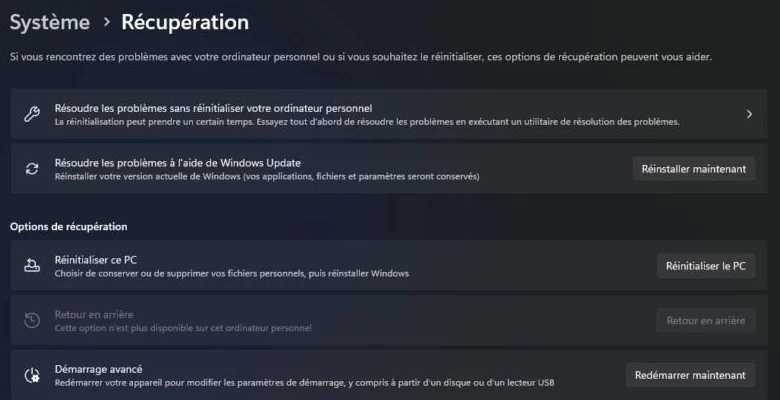 Système > Récupération
Si vous rencontrez des problèmes avec votre ordinateur personnel ou si vous souhaitez le réinitialiser, ces options de récupération peuvent vous aider.
Résoudre les problèmes sans réinitialiser votre ordinateur personnel
La réinitialisation peut prendre un certain temps. Essayez tout d'abord de résoudre les problèmes en exécutant un utilitaire de résolution des problèmes.
Résoudre les problèmes à l'aide de Windows Update
Réinstaller votre version actuelle de Windows (vos applications, fichiers et paramètres seront conservés)
Réinstaller maintenant
Options de récupération
Réinitialiser ce PC
Choisir de conserver ou de supprimer vos fichiers personnels, puis réinstaller Windows
Réinitialiser le PC
Retour en arrière
Cette option n'est plus disponible sur cet ordinateur personnel
Retour en arrière
Démarrage avancé
Redémarrer votre appareil pour modifier les paramètres de démarrage, y compris à partir d'un disque ou d'un lecteur USB
Redémarrer maintenant